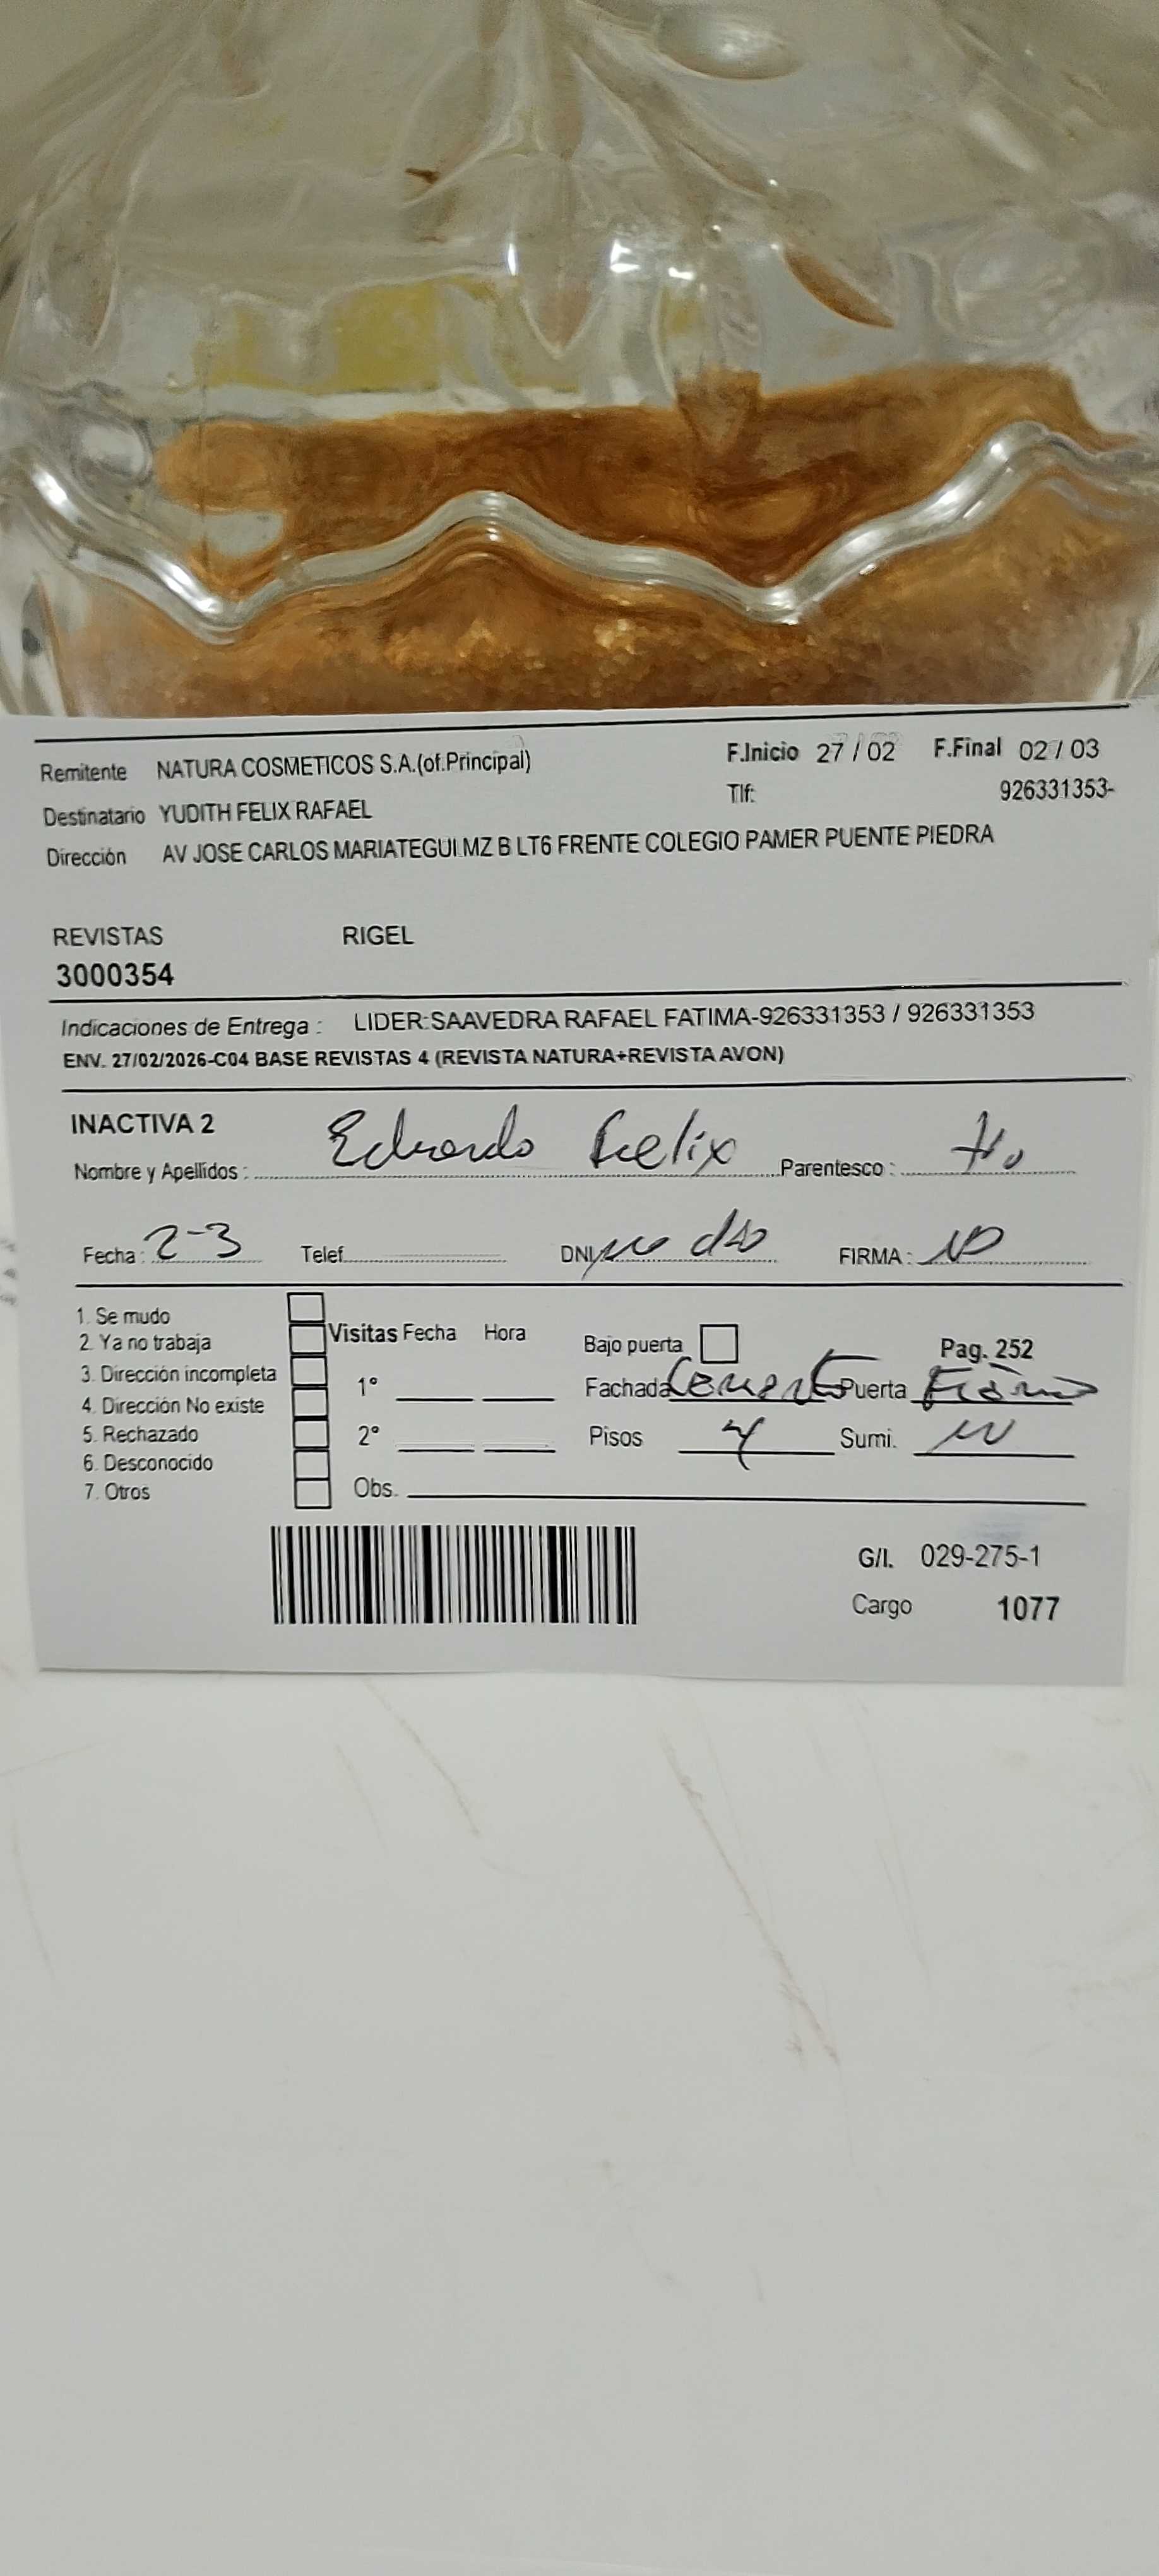 Remitente NATURA COSMETICOS S.A.(of.Principal) F.Inicio 27 / 02 F.Final 02 / 03
Destinatario YUDITH FELIX RAFAEL Tlf: 926331353-
Dirección AV JOSE CARLOS MARIATEGUI MZ B LT6 FRENTE COLEGIO PAMER PUENTE PIEDRA
REVISTAS RIGEL
3000354
Indicaciones de Entrega : LIDER:SAAVEDRA RAFAEL FATIMA-926331353 / 926331353
ENV. 27/02/2026-C04 BASE REVISTAS 4 (REVISTA NATURA+REVISTA AVON)
INACTIVA 2
Nombre y Apellidos : Eduardo Felix Parentesco :
Fecha : 2-3 Telef. DNI FIRMA :
1. Se mudo
2. Ya no trabaja
3. Dirección incompleta
4. Dirección No existe
5. Rechazado
6. Desconocido
7. Otros
Visitas Fecha Hora
1°
2°
Obs.
Bajo puerta Pag. 252
Fachada Cemento Puerta Fierro
Pisos 4 Sumi.
G/I. 029-275-1
Cargo 1077